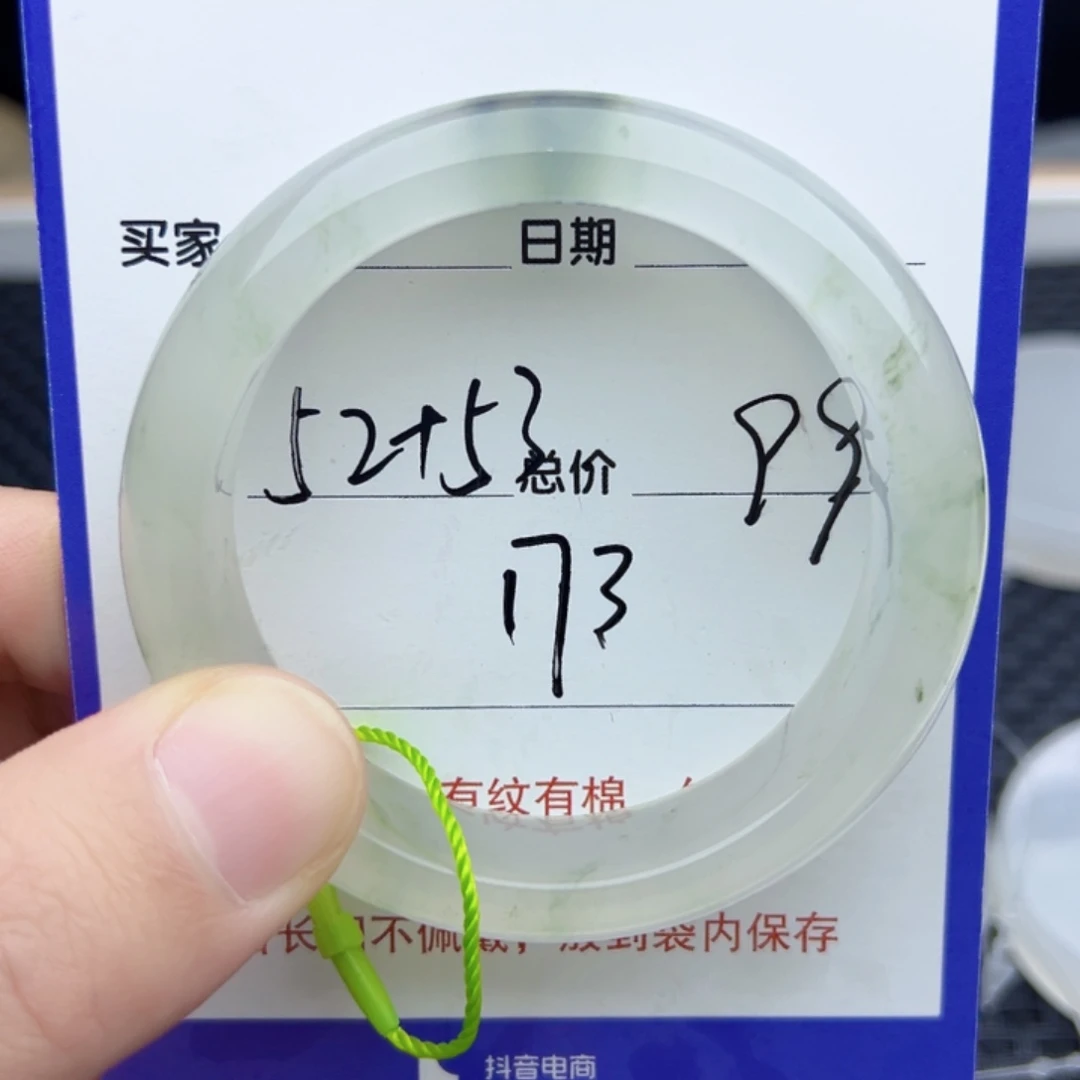 买家 日期
52+53 总价 99
173
有纹有棉
长 不佩戴，放到袋内保存
抖音电商